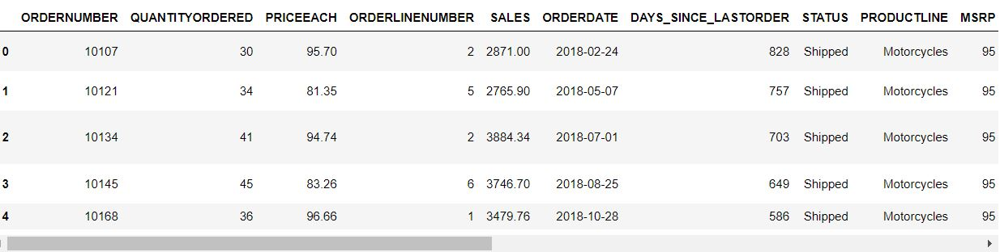 ORDERNUMBER QUANTITYORDERED PRICEEACH ORDERLINENUMBER SALES ORDERDATE DAYS_SINCE_LASTORDER STATUS PRODUCTLINE MSRP
0 10107 30 95.70 2 2871.00 2018-02-24 828 Shipped Motorcycles 95
1 10121 34 81.35 5 2765.90 2018-05-07 757 Shipped Motorcycles 95
2 10134 41 94.74 2 3884.34 2018-07-01 703 Shipped Motorcycles 95
3 10145 45 83.26 6 3746.70 2018-08-25 649 Shipped Motorcycles 95
4 10168 36 96.66 1 3479.76 2018-10-28 586 Shipped Motorcycles 95